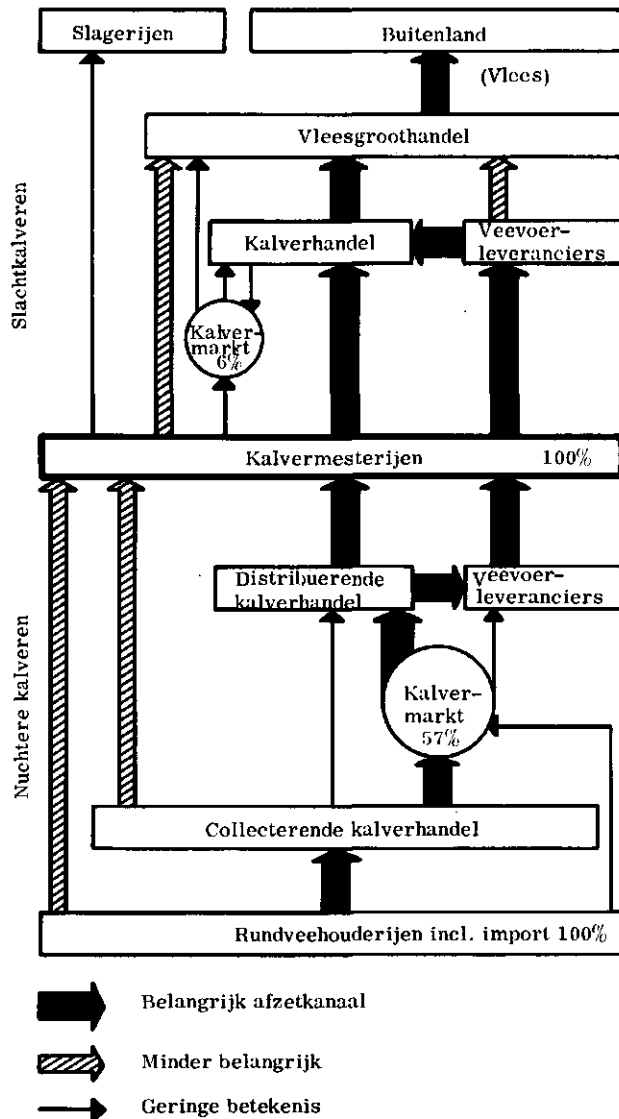 Slagerijen
Buitenland
(Vlees)
Vleesgroothandel
Slachtkalveren
Kalverhandel
Veevoer-
leveranciers
Kalver-
markt
6%
Kalvermesterijen 100%
Distribuerende
kalverhandel
Veevoer-
leveranciers
Nuchtere kalveren
Kalver-
markt
57%
Collecterende kalverhandel
Rundveehouderijen incl. import 100%
Belangrijk afzetkanaal
Minder belangrijk
Geringe betekenis